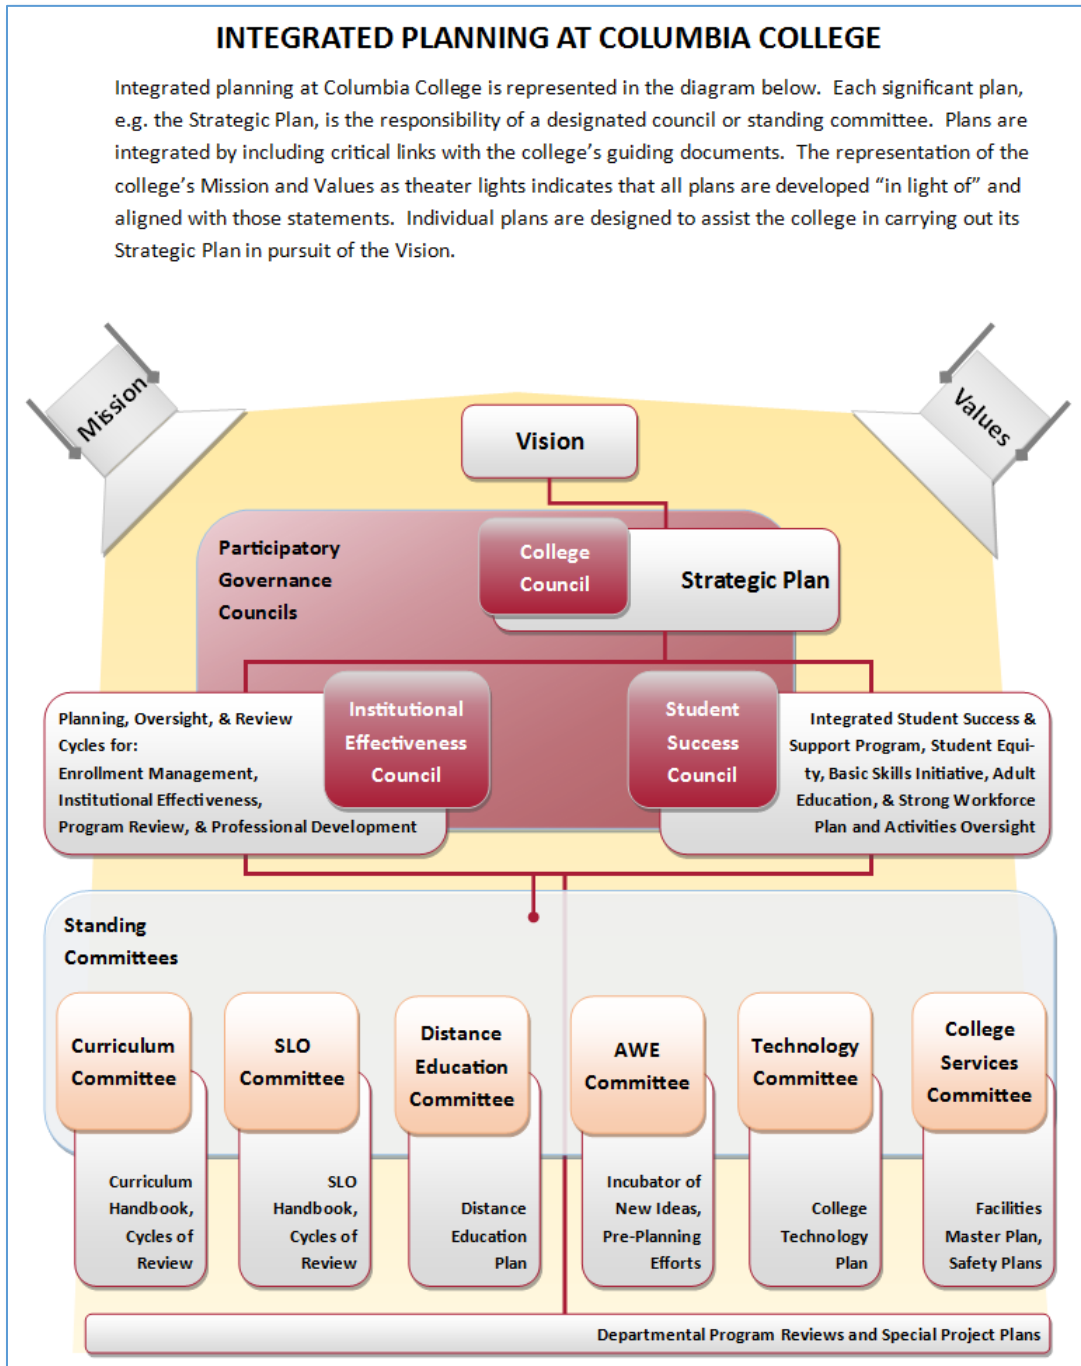 INTEGRATED PLANNING AT COLUMBIA COLLEGE
Integrated planning at Columbia College is represented in the diagram below.  Each significant plan,
e.g. the Strategic Plan, is the responsibility of a designated council or standing committee.  Plans are
integrated by including critical links with the college’s guiding documents.  The representation of the
college’s Mission and Values as theater lights indicates that all plans are developed “in light of” and
aligned with those statements.  Individual plans are designed to assist the college in carrying out its
Strategic Plan in pursuit of the Vision.
Mission
Values
Vision
Participatory
Governance
Councils
College
Council
Strategic Plan
Planning, Oversight, & Review
Cycles for:
Enrollment Management,
Institutional Effectiveness,
Program Review, & Professional Development
Institutional
Effectiveness
Council
Student
Success
Council
Integrated Student Success &
Support Program, Student Equi-
ty, Basic Skills Initiative, Adult
Education, & Strong Workforce
Plan and Activities Oversight
Standing
Committees
Curriculum
Committee
Curriculum
Handbook,
Cycles of
Review
SLO
Committee
SLO
Handbook,
Cycles of
Review
Distance
Education
Committee
Distance
Education
Plan
AWE
Committee
Incubator of
New Ideas,
Pre-Planning
Efforts
Technology
Committee
College
Technology
Plan
College
Services
Committee
Facilities
Master Plan,
Safety Plans
Departmental Program Reviews and Special Project Plans